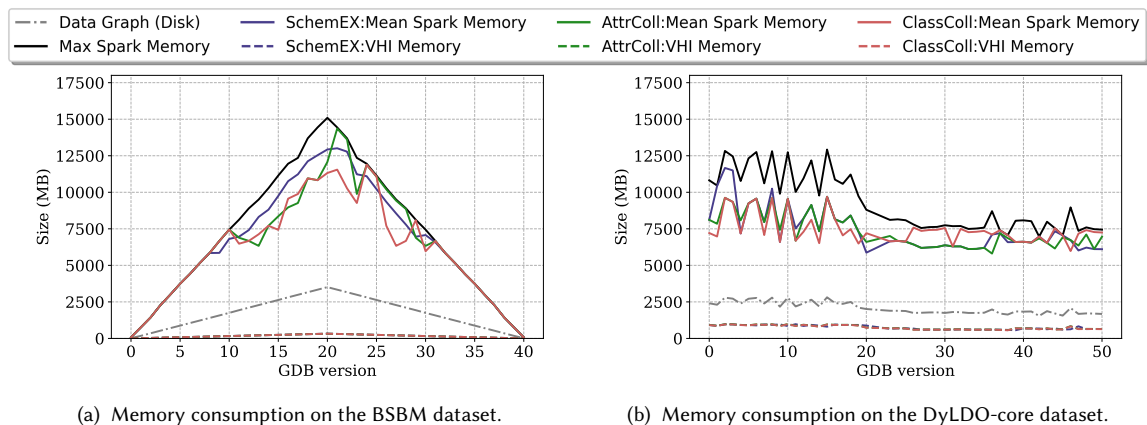 Data Graph (Disk) SchemEX:Mean Spark Memory AttrColl:Mean Spark Memory ClassColl:Mean Spark Memory
Max Spark Memory SchemEX:VHI Memory AttrColl:VHI Memory ClassColl:VHI Memory
17500
15000
12500
10000
7500
5000
2500
0
Size (MB)
0 5 10 15 20 25 30 35 40
GDB version
(a) Memory consumption on the BSBM dataset.
17500
15000
12500
10000
7500
5000
2500
0
Size (MB)
0 10 20 30 40 50
GDB version
(b) Memory consumption on the DyLDO-core dataset.